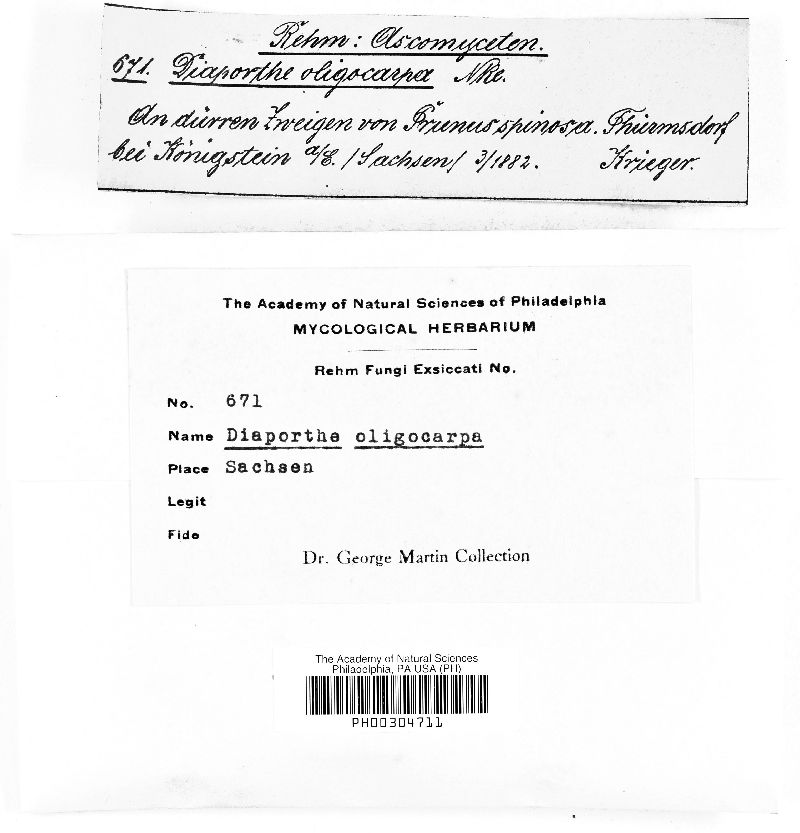 Rehm: Ascomyceten.
671. Diaporthe oligocarpa Nke.
An dürren Zweigen von Prunus spinosa. Thürmsdorf
bei Königstein a/E. /Sachsen/ 3/1882. Krieger.
The Academy of Natural Sciences of Philadelphia
MYCOLOGICAL HERBARIUM
Rehm Fungi Exsiccati No.
No. 671
Name Diaporthe oligocarpa
Place Sachsen
Legit
Fide
Dr. George Martin Collection
The Academy of Natural Sciences
Philadelphia, PA USA (PH)
PH00304711